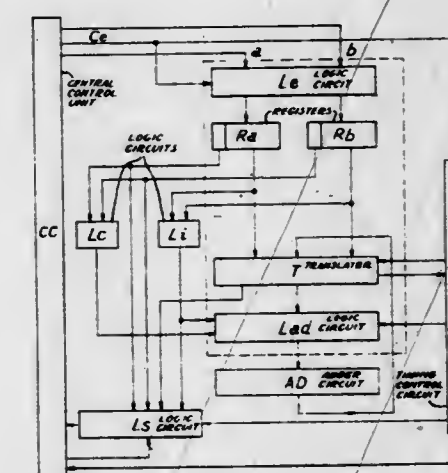 Ce
a
b
Le LOGIC
CIRCIT
CENTRAL
CONTROL
UNIT
REGISTERS
Ra
Rb
LOGIC
CIRCUITS
CC
Lc
Li
T TRANSLATER
Lad LOGIC
CIRCUIT
AD ADDER
CIRCUIT
TIMING
CONTROL
CIRCUIT
Ls LOGIC
CIRCUIT